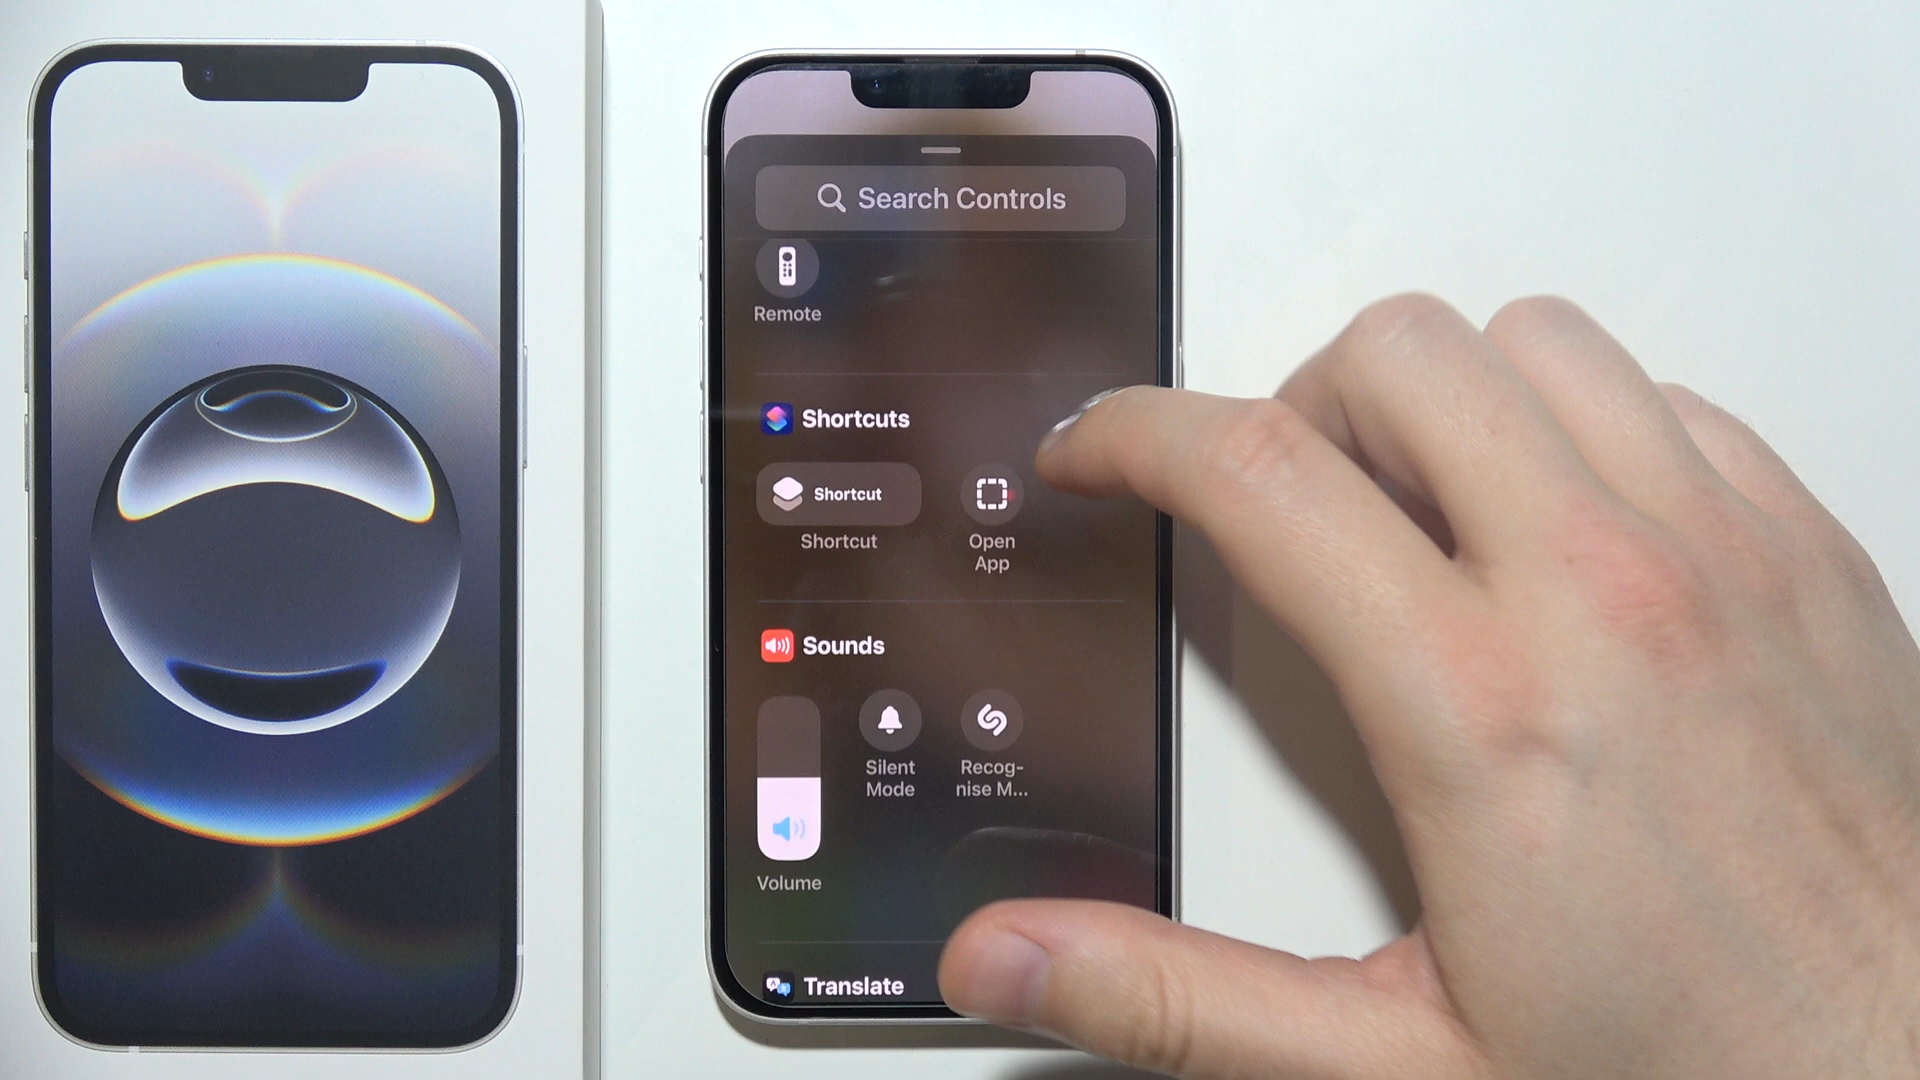 Search Controls
Remote
Shortcuts
Shortcut
Shortcut
Open
App
Sounds
Silent
Mode
Recog-
nise M...
Volume
Translate